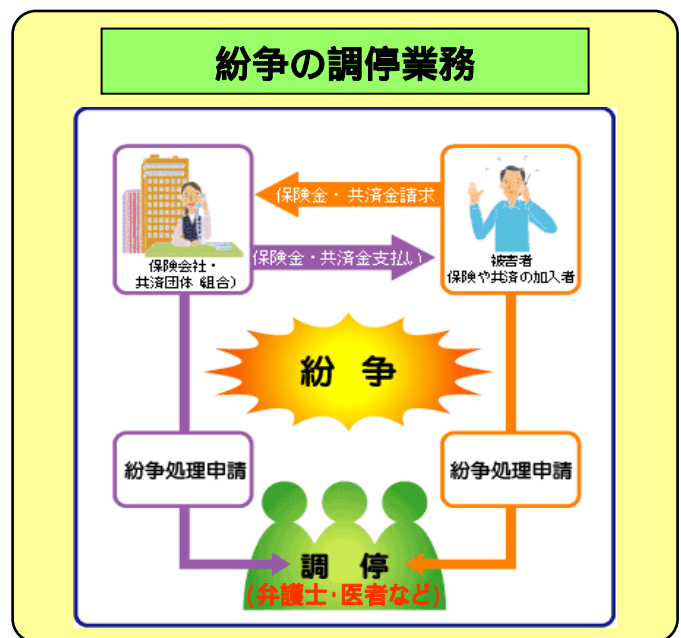 紛争の調停業務
保険金・共済金請求
保険会社・
共済団体(組合)
保険金・共済金支払い
被害者
保険や共済の加入者
紛 争
紛争処理申請
紛争処理申請
調 停
(弁護士・医者など)